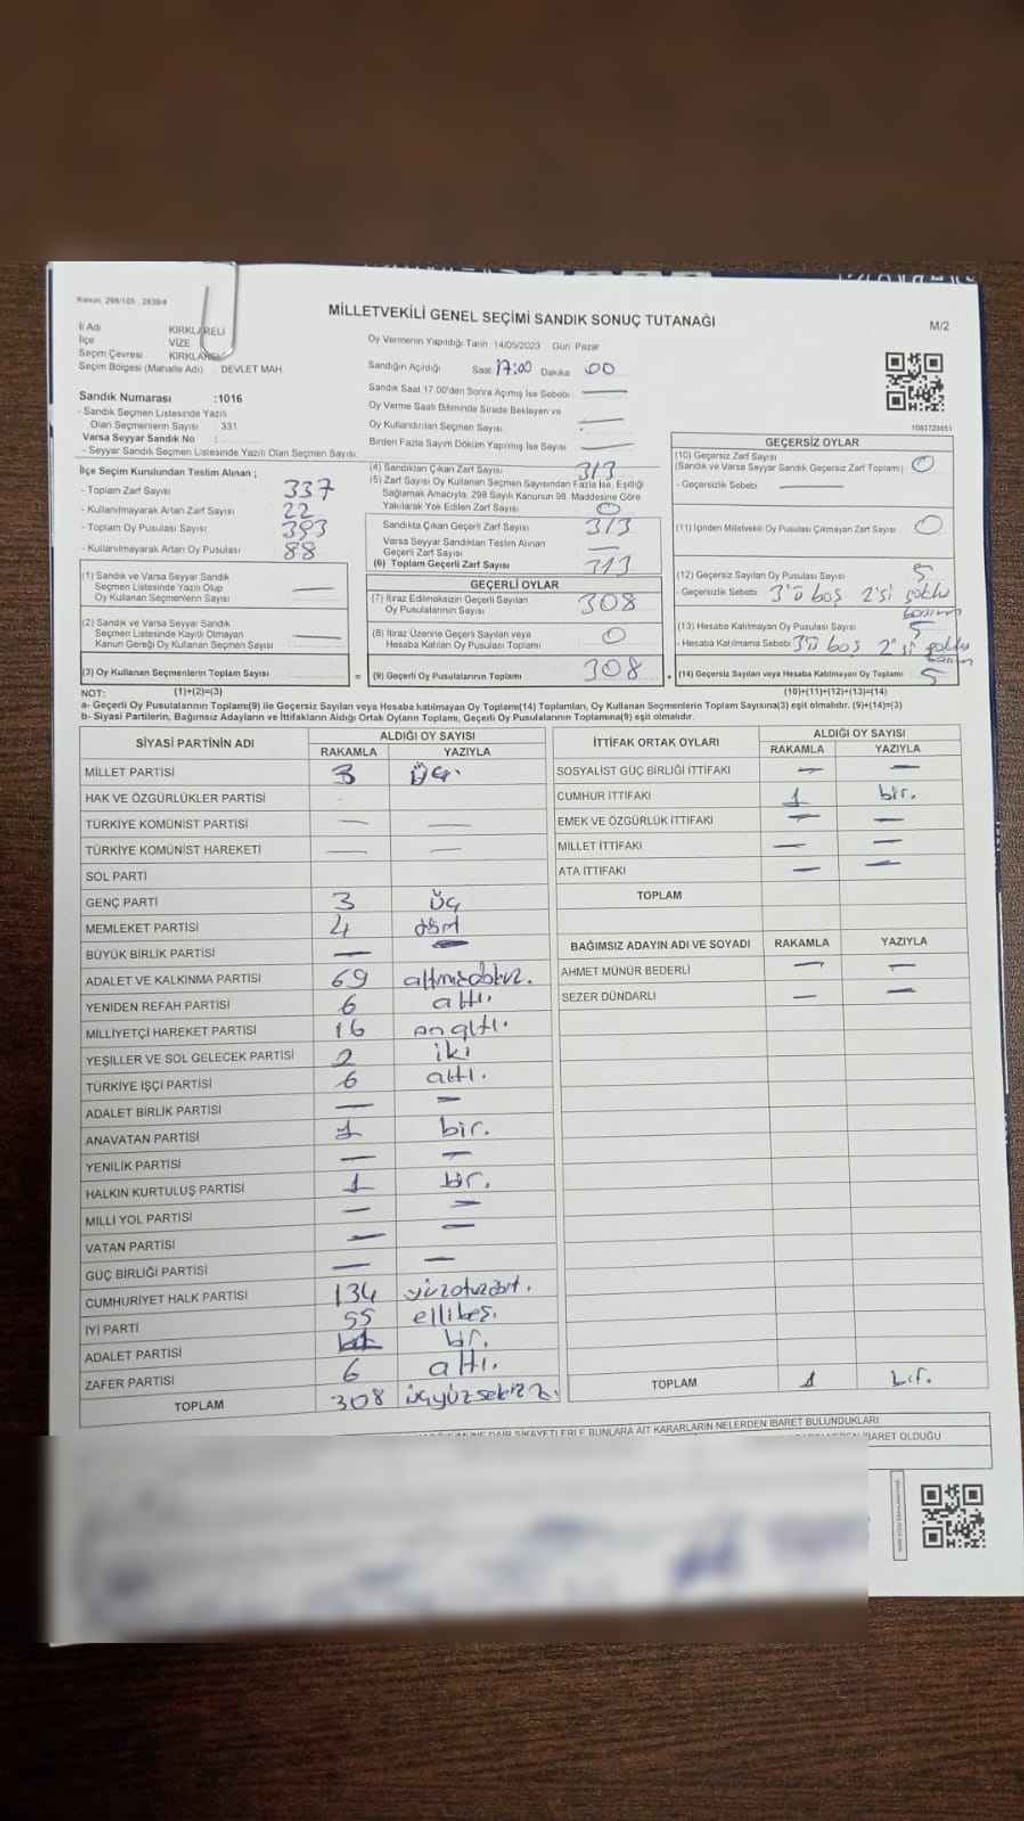 MİLLETVEKİLİ GENEL SEÇİMİ SANDIK SONUÇ TUTANAĞI
M/2
İl Adı KIRKLARELİ
İlçe VİZE
Seçim Çevresi KIRKLARELİ
Seçim Bölgesi (Mahalle Adı) DEVLET MAH.
Sandık Numarası :1016
- Sandık Seçmen Listesinde Yazılı
Olan Seçmenlerin Sayısı 331
Varsa Seyyar Sandık No :
- Seyyar Sandık Seçmen Listesinde Yazılı Olan Seçmen Sayısı
Oy Vermenin Yapıldığı Tarih: 14/05/2023 Gün: Pazar
Sandığın Açıldığı Saat 17:00 Dakika 00
Sandık Saat 17.00'den Sonra Açılmış İse Sebebi —
Oy Verme Saati Bitiminde Sırada Bekleyen ve
Oy Kullandırılan Seçmen Sayısı —
Birden Fazla Sayım Döküm Yapılmış İse Sayısı —
İlçe Seçim Kurulundan Teslim Alınan ;
- Toplam Zarf Sayısı 337
- Kullanılmayarak Artan Zarf Sayısı 22
- Toplam Oy Pusulası Sayısı 393
- Kullanılmayarak Artan Oy Pusulası 88
(1) Sandık ve Varsa Seyyar Sandık
Seçmen Listesinde Yazılı Olup
Oy Kullanan Seçmenlerin Sayısı —
(2) Sandık ve Varsa Seyyar Sandık
Seçmen Listesinde Kayıtlı Olmayan
Kanun Gereği Oy Kullanan Seçmen Sayısı —
(3) Oy Kullanan Seçmenlerin Toplam Sayısı =
(4) Sandıktan Çıkan Zarf Sayısı 313
(5) Zarf Sayısı Oy Kullanan Seçmen Sayısından Fazla İse, Eşitliği
Sağlamak Amacıyla, 298 Sayılı Kanunun 98. Maddesine Göre
Yakılarak Yok Edilen Zarf Sayısı 0
Sandıkta Çıkan Geçerli Zarf Sayısı 313
Varsa Seyyar Sandıktan Teslim Alınan
Geçerli Zarf Sayısı —
(6) Toplam Geçerli Zarf Sayısı 313
GEÇERLİ OYLAR
(7) İtiraz Edilmeksizin Geçerli Sayılan
Oy Pusulalarının Sayısı 308
(8) İtiraz Üzerine Geçerli Sayılan veya
Hesaba Katılan Oy Pusulası Toplamı 0
(9) Geçerli Oy Pusulalarının Toplamı 308
GEÇERSİZ OYLAR
(10) Geçersiz Zarf Sayısı
(Sandık ve Varsa Seyyar Sandık Geçersiz Zarf Toplamı) 0
- Geçersizlik Sebebi —
(11) İçinden Milletvekili Oy Pusulası Çıkmayan Zarf Sayısı 0
(12) Geçersiz Sayılan Oy Pusulası Sayısı 5
- Geçersizlik Sebebi 3'ü boş 2'si
(13) Hesaba Katılmayan Oy Pusulası Sayısı 5
- Hesaba Katılmama Sebebi 3'ü boş 2'si
+ (14) Geçersiz Sayılan veya Hesaba Katılmayan Oy Toplamı 5
NOT: (1)+(2)=(3) (10)+(11)+(12)+(13)=(14)
a- Geçerli Oy Pusulalarının Toplamı(9) ile Geçersiz Sayılan veya Hesaba katılmayan Oy Toplamı(14) Toplamları, Oy Kullanan Seçmenlerin Toplam Sayısına(3) eşit olmalıdır. (9)+(14)=(3)
b- Siyasi Partilerin, Bağımsız Adayların ve İttifakların Aldığı Ortak Oyların Toplamı, Geçerli Oy Pusulalarının Toplamına(9) eşit olmalıdır.
SİYASİ PARTİNİN ADI ALDIĞI OY SAYISI
RAKAMLA YAZIYLA
MİLLET PARTİSİ 3 üç.
HAK VE ÖZGÜRLÜKLER PARTİSİ
TÜRKİYE KOMÜNİST PARTİSİ — —
TÜRKİYE KOMÜNİST HAREKETİ — —
SOL PARTİ
GENÇ PARTİ 3 üç
MEMLEKET PARTİSİ 4 dört
BÜYÜK BİRLİK PARTİSİ — —
ADALET VE KALKINMA PARTİSİ 69 altmışdokuz.
YENİDEN REFAH PARTİSİ 6 altı.
MİLLİYETÇİ HAREKET PARTİSİ 16 onaltı.
YEŞİLLER VE SOL GELECEK PARTİSİ 2 iki
TÜRKİYE İŞÇİ PARTİSİ 6 altı.
ADALET BİRLİK PARTİSİ — —
ANAVATAN PARTİSİ 1 bir.
YENİLİK PARTİSİ — —
HALKIN KURTULUŞ PARTİSİ 1 bir.
MİLLİ YOL PARTİSİ — —
VATAN PARTİSİ — —
GÜÇ BİRLİĞİ PARTİSİ — —
CUMHURİYET HALK PARTİSİ 134 yüzotuzdört.
İYİ PARTİ 55 ellibeş.
ADALET PARTİSİ bir.
ZAFER PARTİSİ 6 altı.
TOPLAM 308 üçyüzsekiz.
İTTİFAK ORTAK OYLARI ALDIĞI OY SAYISI
RAKAMLA YAZIYLA
SOSYALİST GÜÇ BİRLİĞİ İTTİFAKI — —
CUMHUR İTTİFAKI 1 bir.
EMEK VE ÖZGÜRLÜK İTTİFAKI — —
MİLLET İTTİFAKI — —
ATA İTTİFAKI — —
TOPLAM
BAĞIMSIZ ADAYIN ADI VE SOYADI RAKAMLA YAZIYLA
AHMET MÜNÜR BEDERLİ — —
SEZER DÜNDARLI — —
TOPLAM 1 bir.
BUNLARA AİT KARARLARIN NELERDEN İBARET BULUNDUKLARI
İBARET OLDUĞU